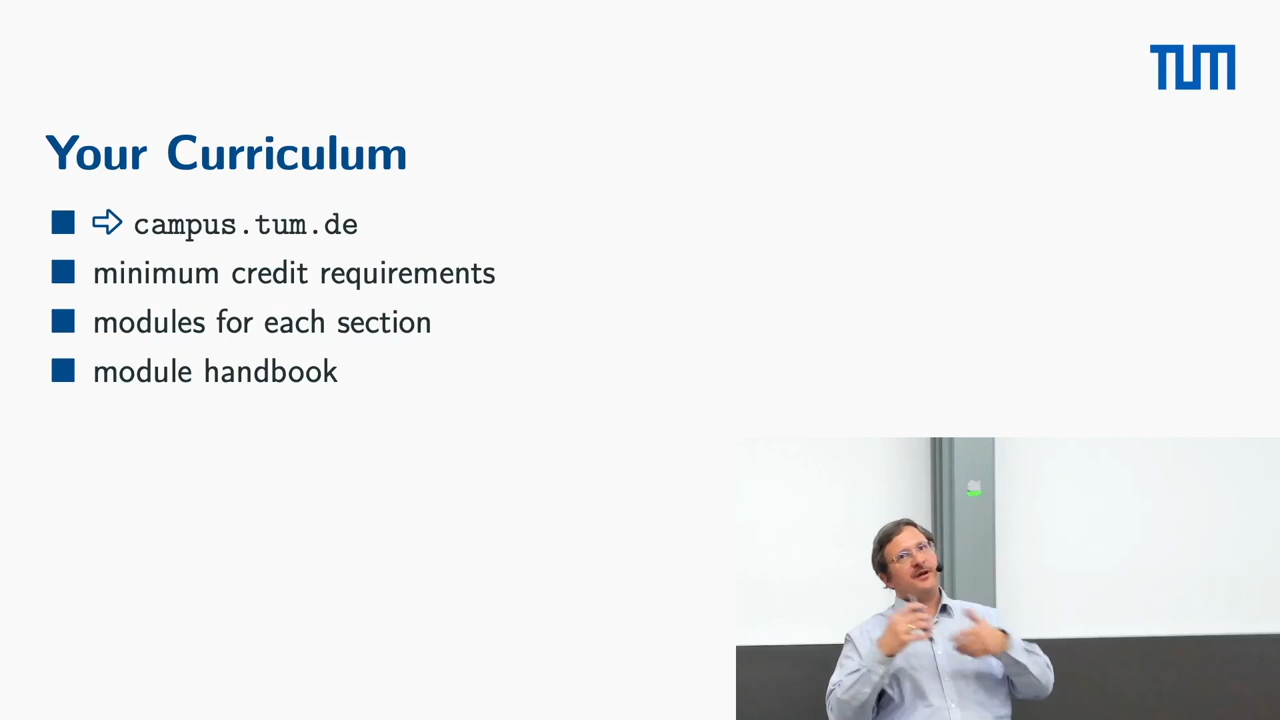 TUM
Your Curriculum
⇨ campus.tum.de
minimum credit requirements
modules for each section
module handbook